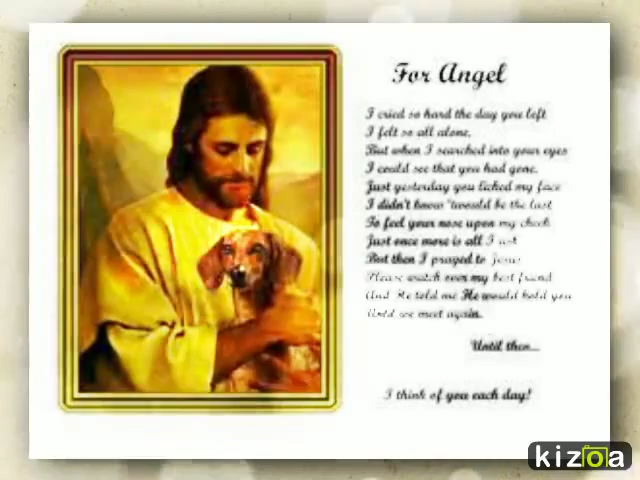 For Angel
I cried so hard the day you left
I felt so all alone,
But when I searched into your eyes
I could see that you had gone.
Just yesterday you licked my face
I didn't know 'twould be the last
To feel your nose upon my cheek
Just once more is all I ask
But then I prayed to Jesus
Please watch over my best friend
And He told me He would hold you
Until we meet again.
Until then...
I think of you each day!
kizoa